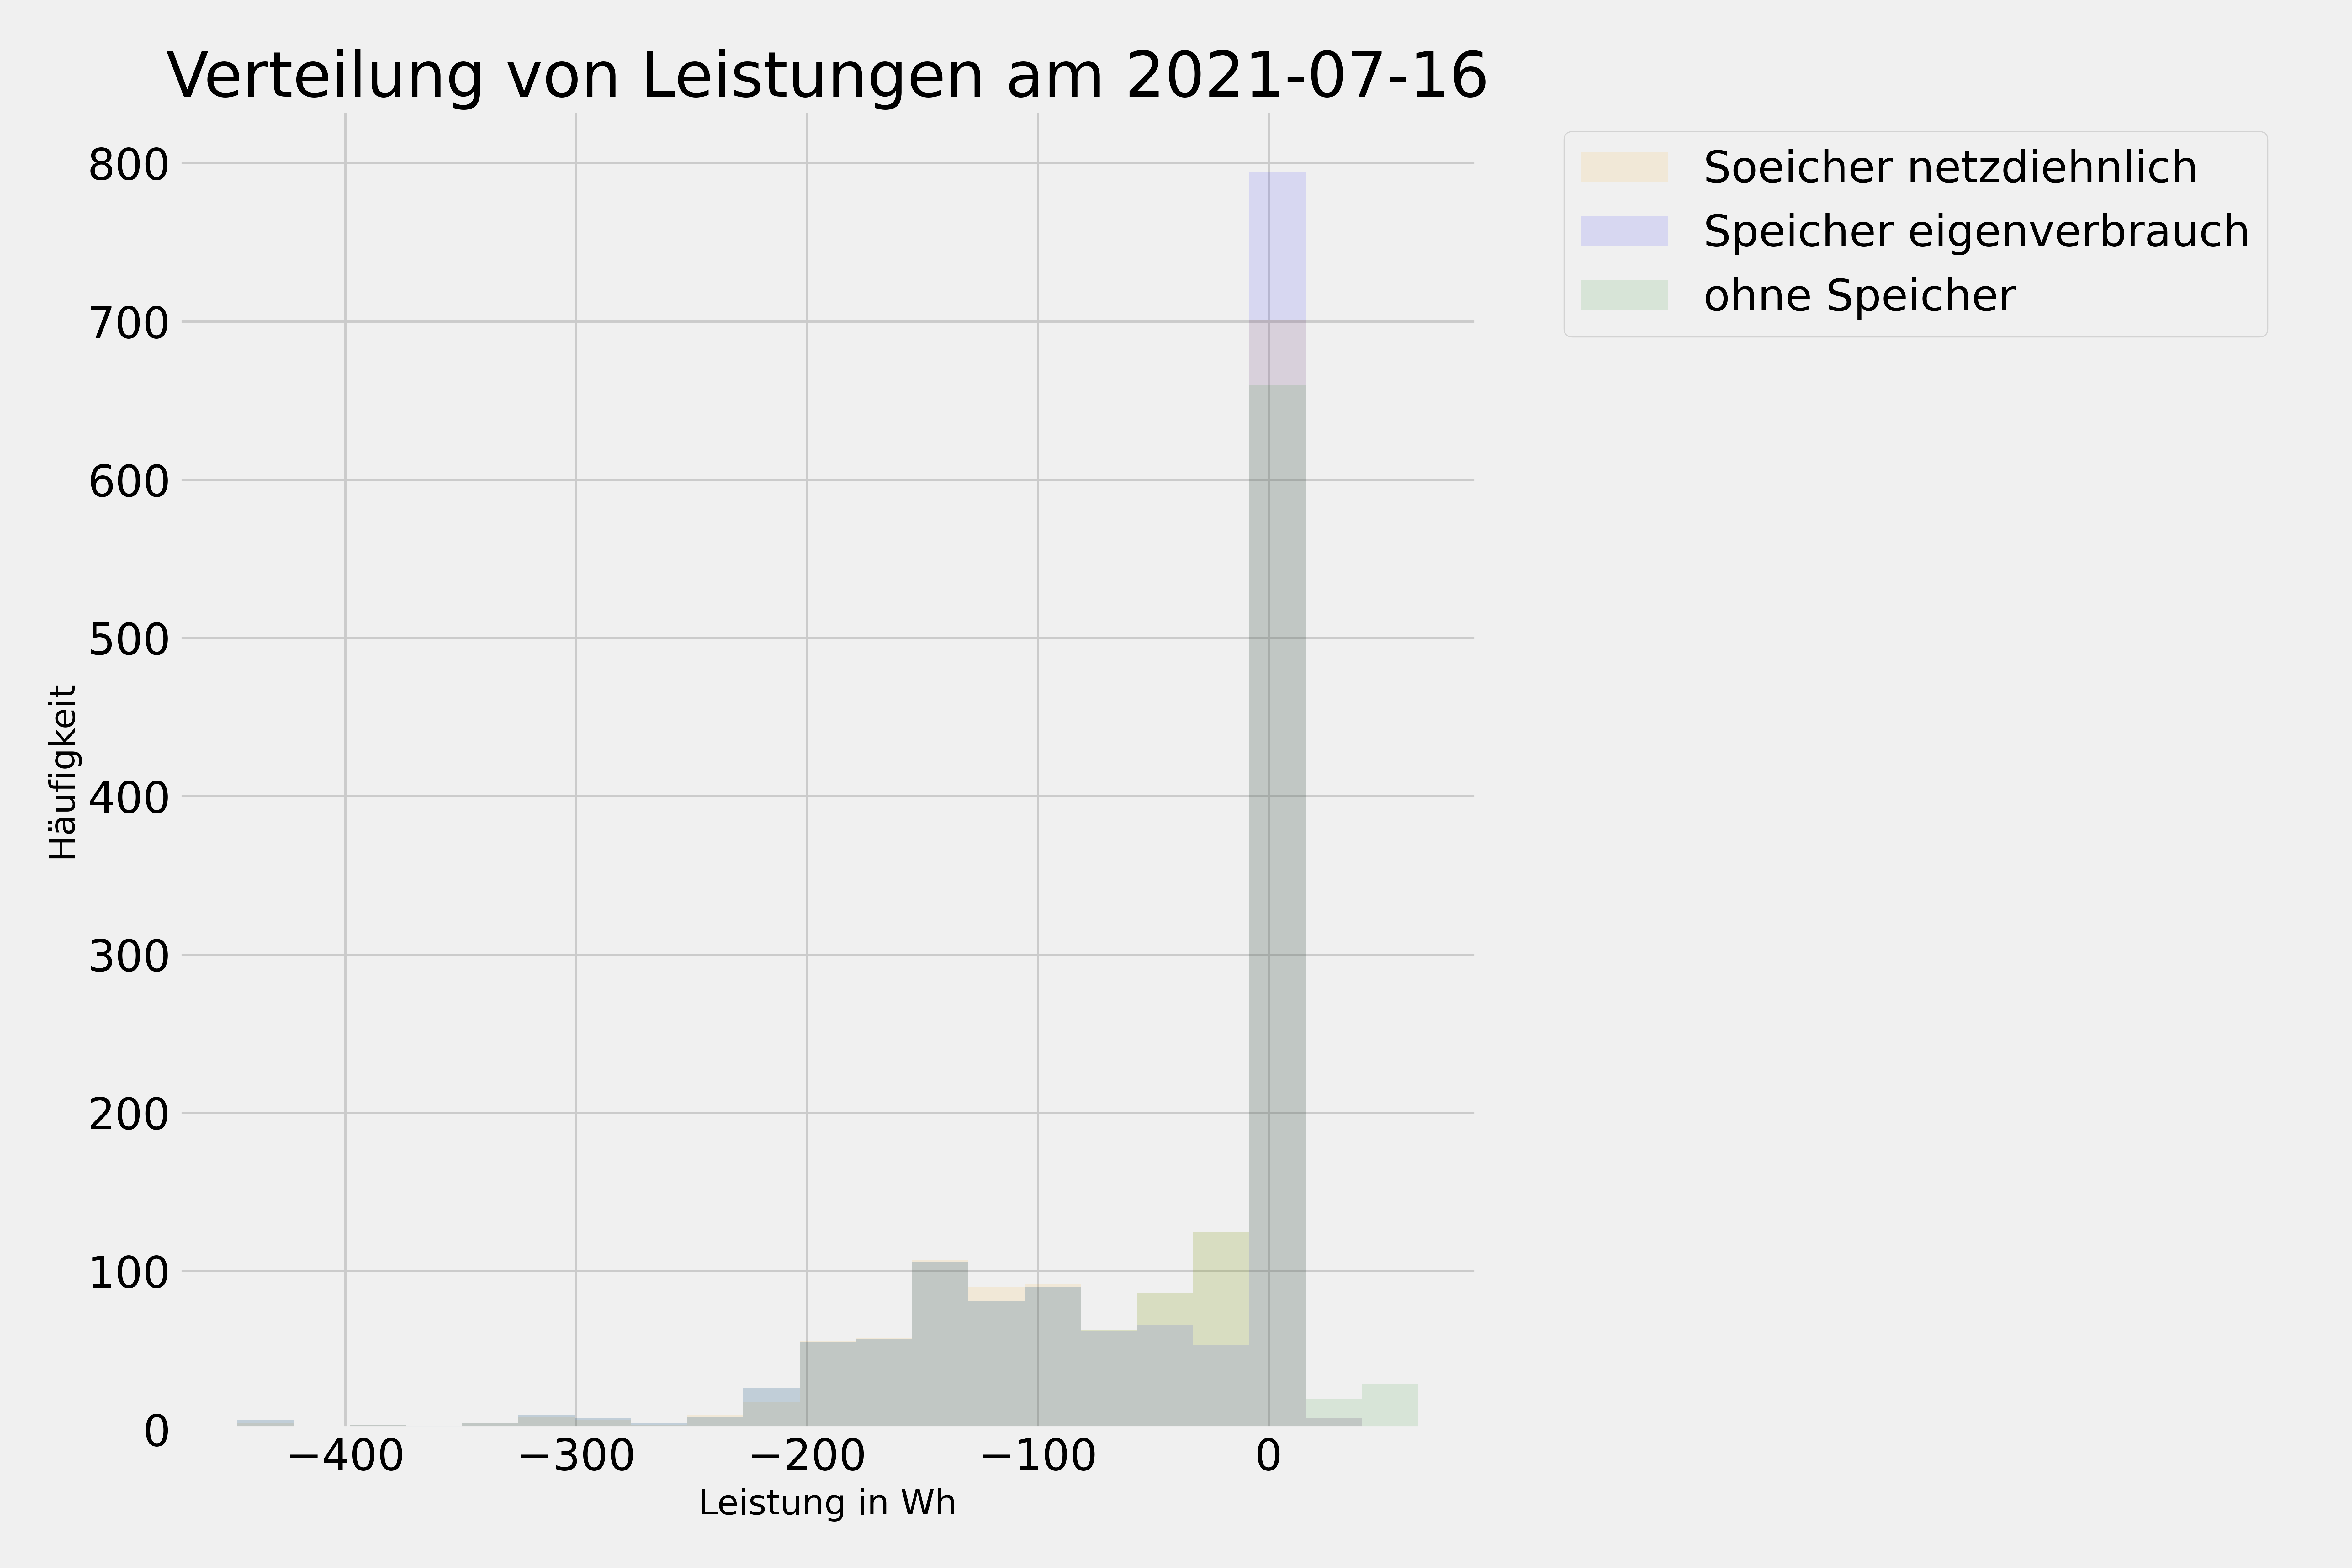 Verteilung von Leistungen am 2021-07-16
Soeicher netzdiehnlich
Speicher eigenverbrauch
ohne Speicher
800
700
600
500
400
300
200
100
0
Häufigkeit
−400 −300 −200 −100 0
Leistung in Wh